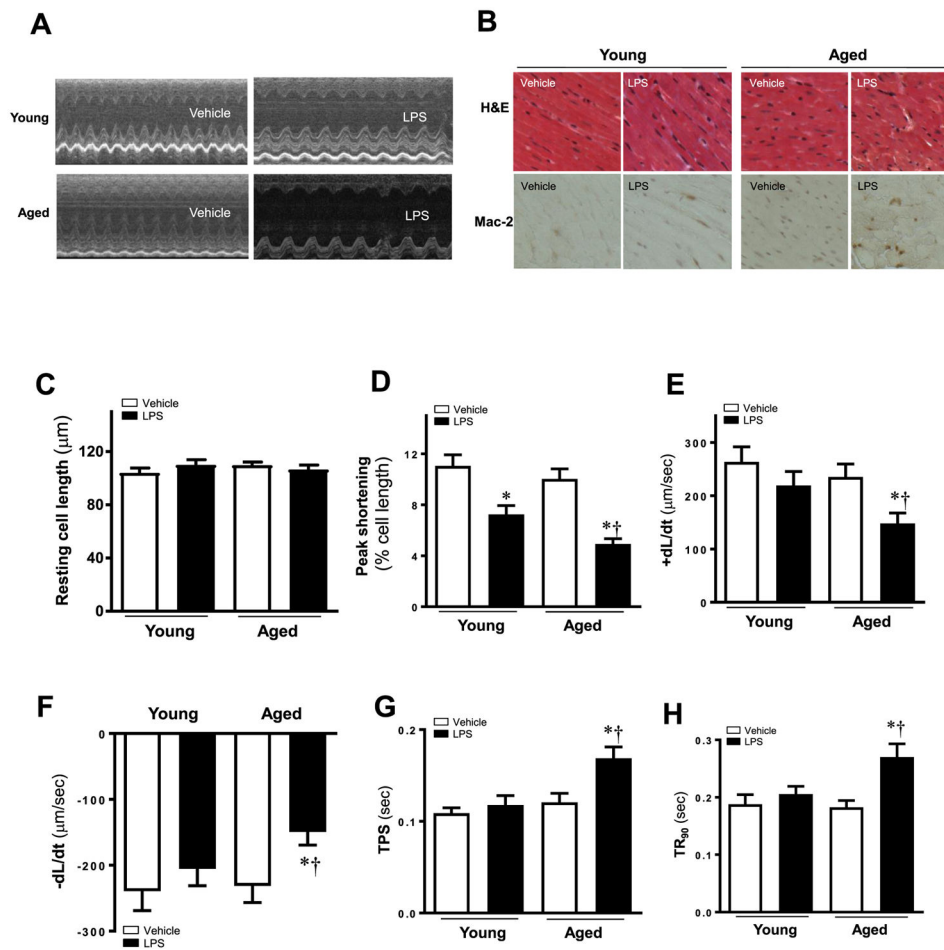 A
Young
Vehicle
LPS
Aged
Vehicle
LPS
B
Young
Aged
H&E
Vehicle
LPS
Vehicle
LPS
Mac-2
Vehicle
LPS
Vehicle
LPS
C
Vehicle
LPS
Resting cell length (μm)
120
80
40
0
Young
Aged
D
Vehicle
LPS
Peak shortening
(% cell length)
12
8
4
0
*
*†
Young
Aged
E
Vehicle
LPS
+dL/dt (μm/sec)
300
200
100
0
*†
Young
Aged
F
Young
Aged
-dL/dt (μm/sec)
0
-100
-200
-300
*†
Vehicle
LPS
G
Vehicle
LPS
TPS (sec)
0.2
0.1
0.0
*†
Young
Aged
H
Vehicle
LPS
TR₉₀ (sec)
0.3
0.2
0.1
0.0
*†
Young
Aged